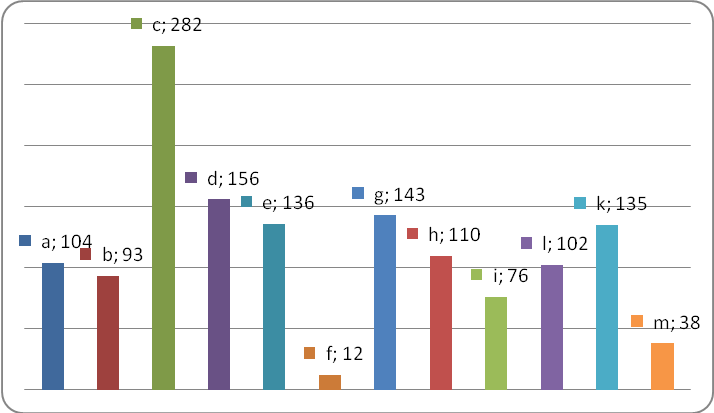 a; 104
b; 93
c; 282
d; 156
e; 136
f; 12
g; 143
h; 110
i; 76
l; 102
k; 135
m; 38